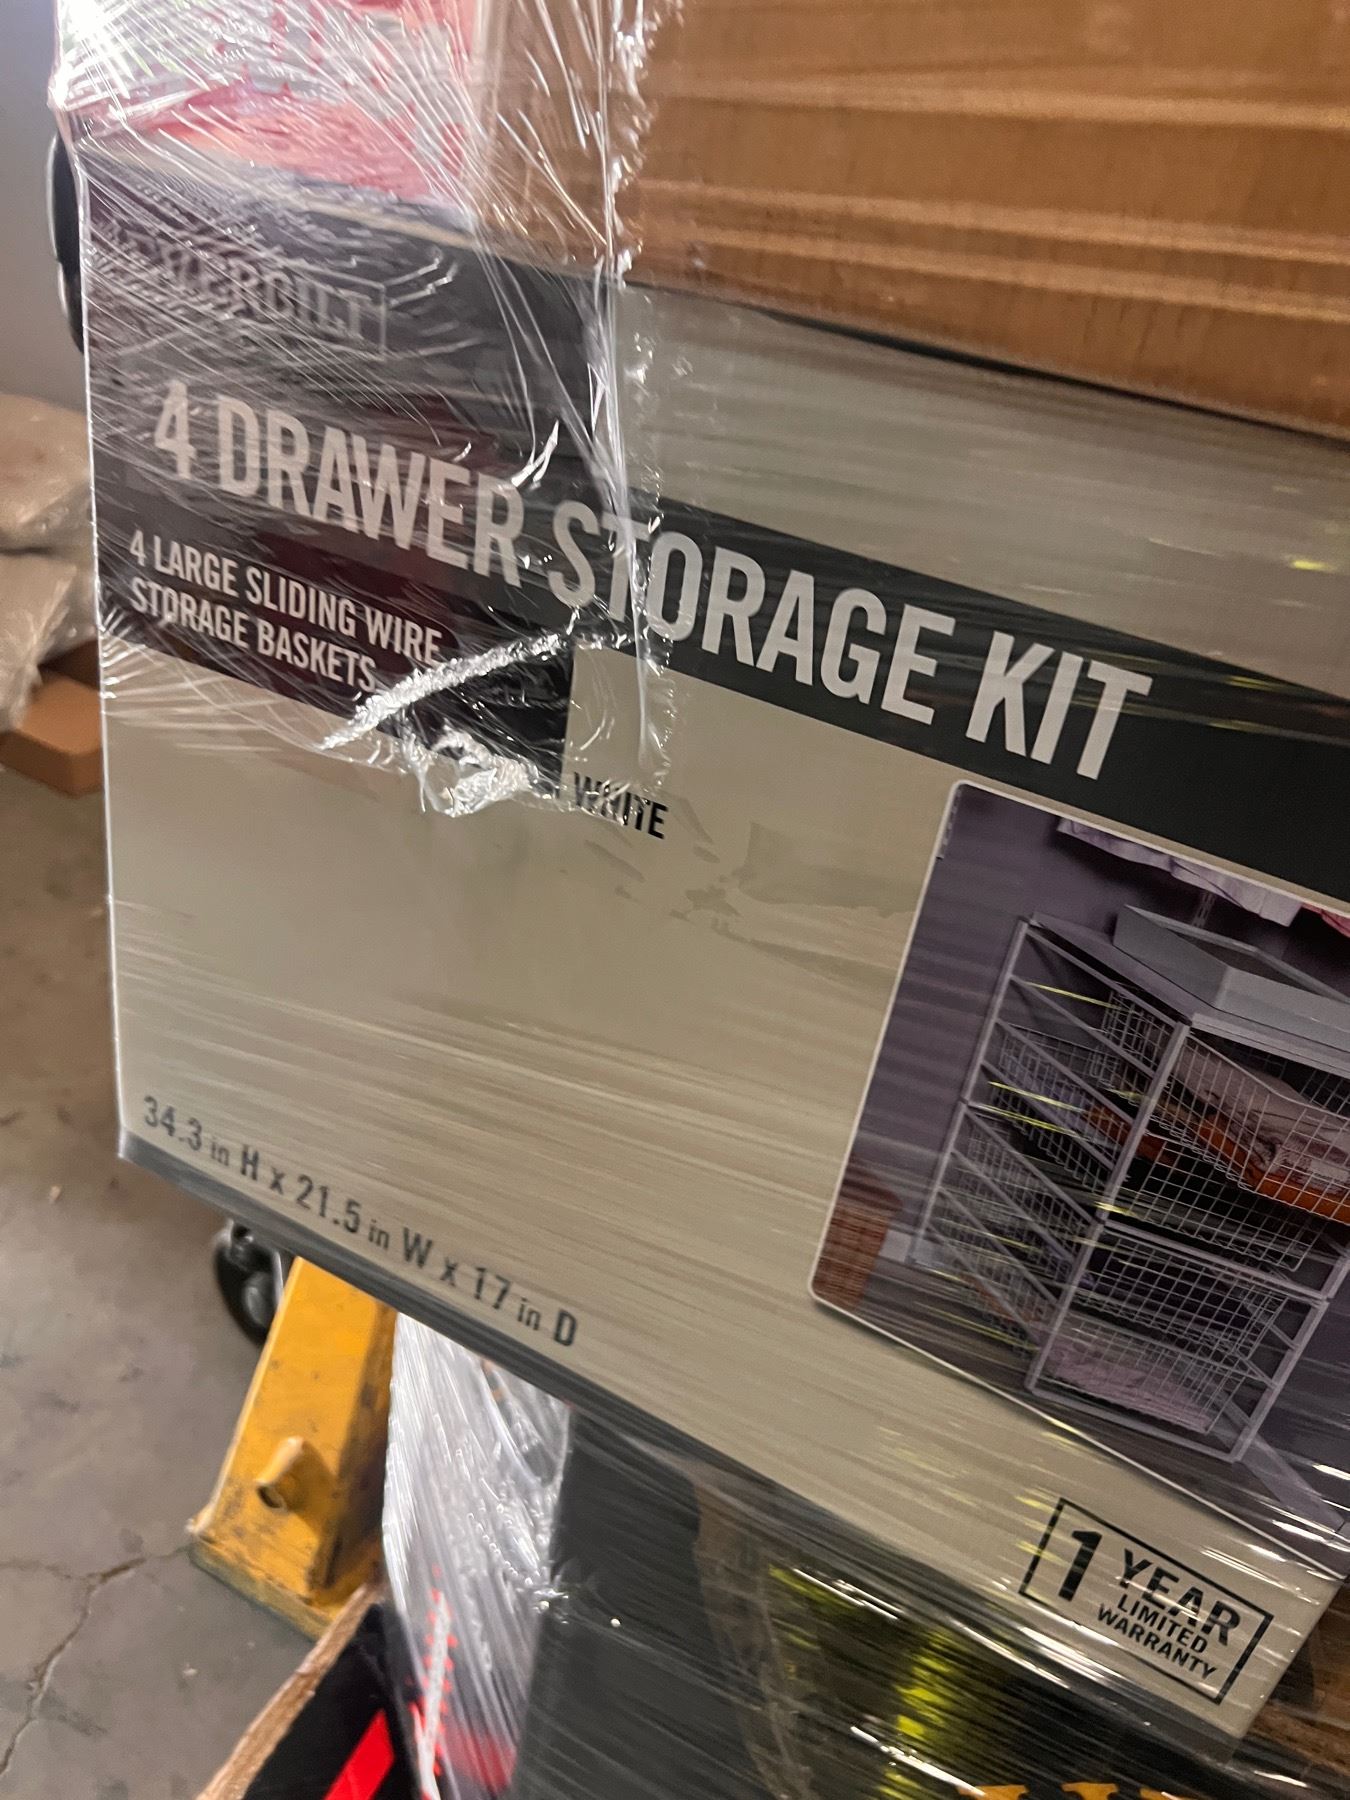 4 DRAWER STORAGE KIT
4 LARGE SLIDING WIRE
STORAGE BASKETS
WHITE
34.3 in H x 21.5 in W x 17 in D
1 YEAR
LIMITED
WARRANTY